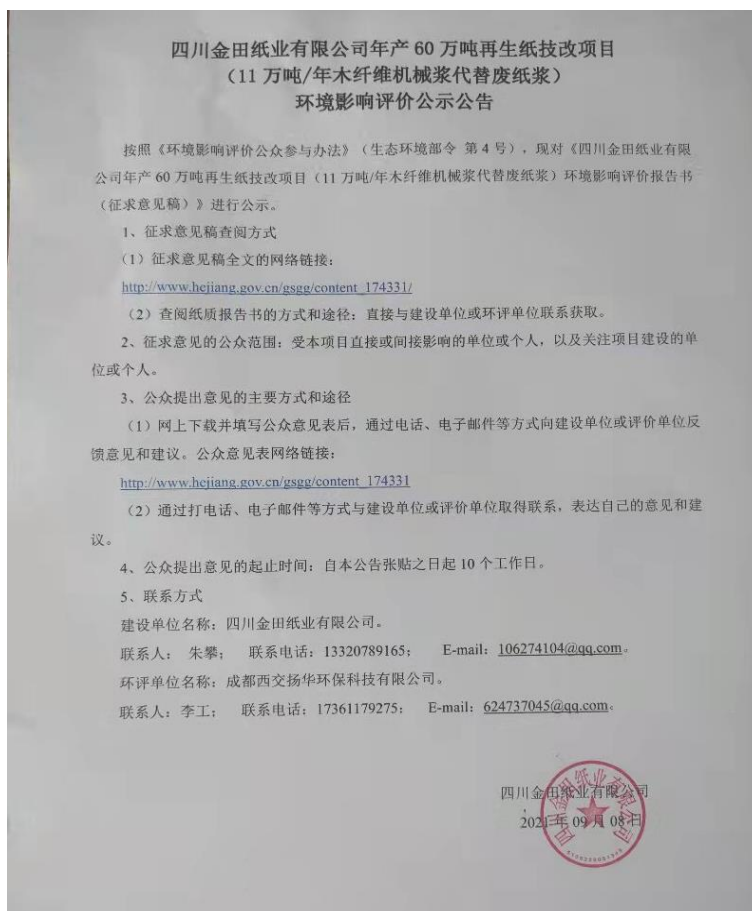 四川金田纸业有限公司年产 60 万吨再生纸技改项目
（11 万吨/年木纤维机械浆代替废纸浆）
环境影响评价公示公告
按照《环境影响评价公众参与办法》（生态环境部令 第 4 号），现对《四川金田纸业有限
公司年产 60 万吨再生纸技改项目（11 万吨/年木纤维机械浆代替废纸浆）环境影响评价报告书
（征求意见稿）》进行公示。
1、征求意见稿查阅方式
（1）征求意见稿全文的网络链接：
http://www.hejiang.gov.cn/gsgg/content_174331/
（2）查阅纸质报告书的方式和途径：直接与建设单位或环评单位联系获取。
2、征求意见的公众范围：受本项目直接或间接影响的单位或个人，以及关注项目建设的单
位或个人。
3、公众提出意见的主要方式和途径
（1）网上下载并填写公众意见表后，通过电话、电子邮件等方式向建设单位或评价单位反
馈意见和建议。公众意见表网络链接：
http://www.hejiang.gov.cn/gsgg/content_174331
（2）通过打电话、电子邮件等方式与建设单位或评价单位取得联系，表达自己的意见和建
议。
4、公众提出意见的起止时间：自本公告张贴之日起 10 个工作日。
5、联系方式
建设单位名称：四川金田纸业有限公司。
联系人： 朱攀； 联系电话：13320789165； E-mail：106274104@qq.com。
环评单位名称：成都西交扬华环保科技有限公司。
联系人：李工； 联系电话：17361179275； E-mail：624737045@qq.com。
四川金田纸业有限公司
2021 年 09 月 08 日
四川金田纸业有限公司